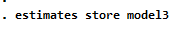 .
. estimates store model3